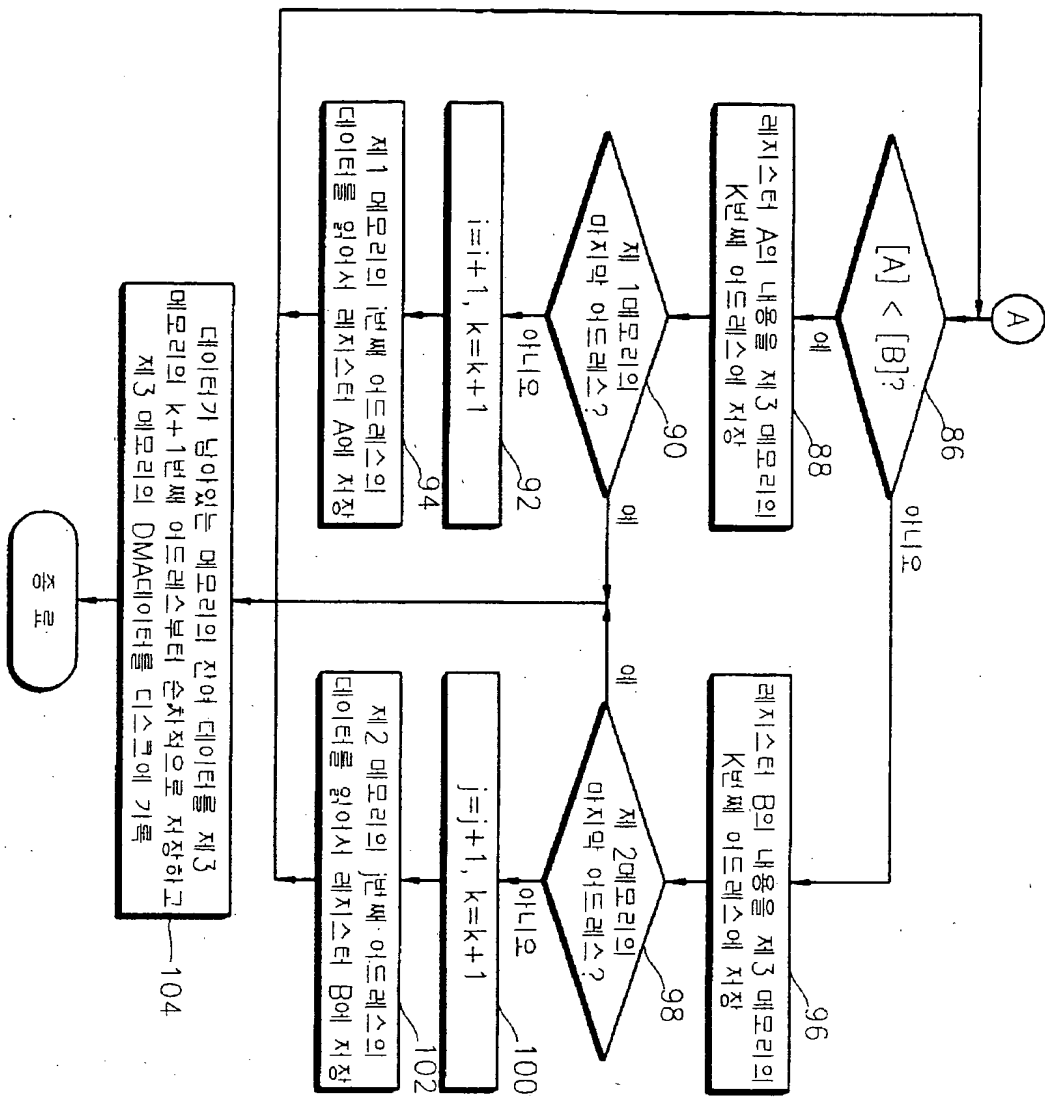 A
[A] < [B]?
86
예
아니요
레지스터 A의 내용을 제3 메모리의
K번째 어드레스에 저장
88
제 1메모리의
마지막 어드레스?
90
예
아니요
i=i+1, k=k+1
92
제1 메모리의 i번째 어드레스의
데이터를 읽어서 레지스터 A에 저장
94
레지스터 B의 내용을 제3 메모리의
K번째 어드레스에 저장
96
제 2메모리의
마지막 어드레스?
98
예
아니요
j=j+1, k=k+1
100
제2 메모리의 j번째 어드레스의
데이터를 읽어서 레지스터 B에 저장
102
데이터가 남아있는 메모리의 잔여 데이터를 제3
메모리의 k+1번째 어드레스부터 순차적으로 저장하고
제3 메모리의 DMA데이터를 디스크에 기록
104
종 료